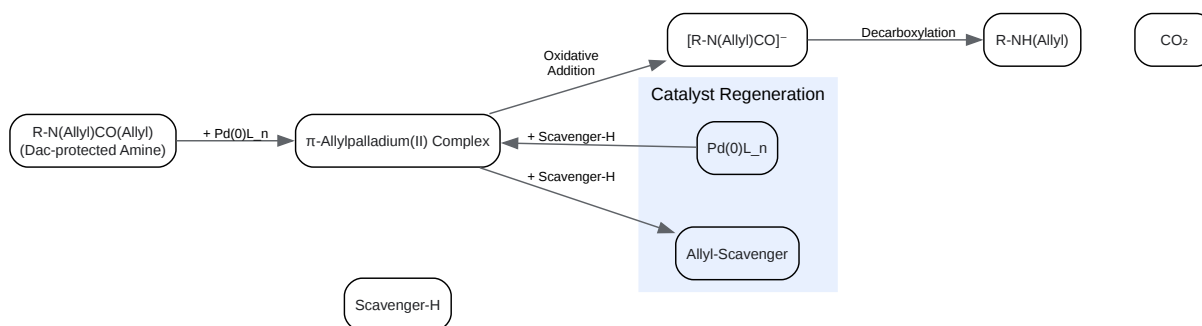 [R-N(Allyl)CO]⁻
Decarboxylation
R-NH(Allyl)
CO₂
Oxidative
Addition
Catalyst Regeneration
R-N(Allyl)CO(Allyl)
(Dac-protected Amine)
+ Pd(0)L_n
π-Allylpalladium(II) Complex
+ Scavenger-H
Pd(0)L_n
+ Scavenger-H
Allyl-Scavenger
Scavenger-H